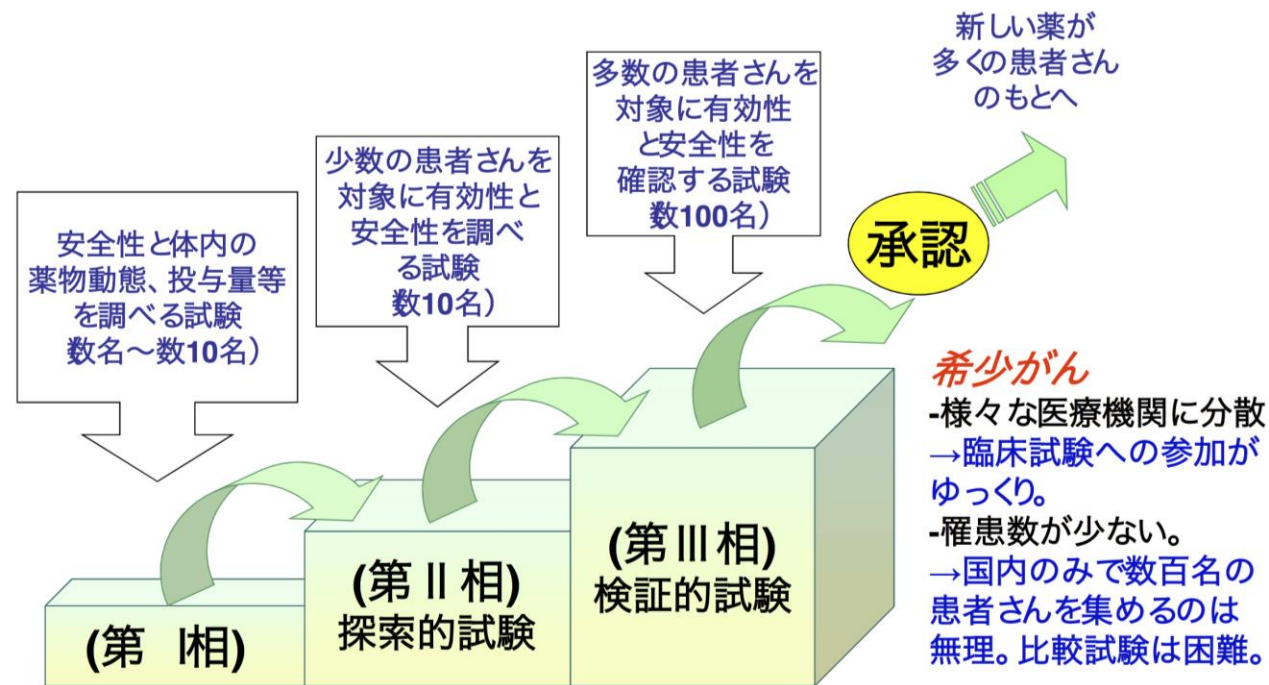 安全性と体内の
薬物動態、投与量等
を調べる試験
数名～数10名）
少数の患者さんを
対象に有効性と
安全性を調べ
る試験
数10名）
多数の患者さんを
対象に有効性
と安全性を
確認する試験
数100名）
新しい薬が
多くの患者さん
のもとへ
承認
(第 Ⅰ相)
(第Ⅱ相)
探索的試験
(第Ⅲ相)
検証的試験
希少がん
-様々な医療機関に分散
→臨床試験への参加が
ゆっくり。
-罹患数が少ない。
→国内のみで数百名の
患者さんを集めるのは
無理。比較試験は困難。